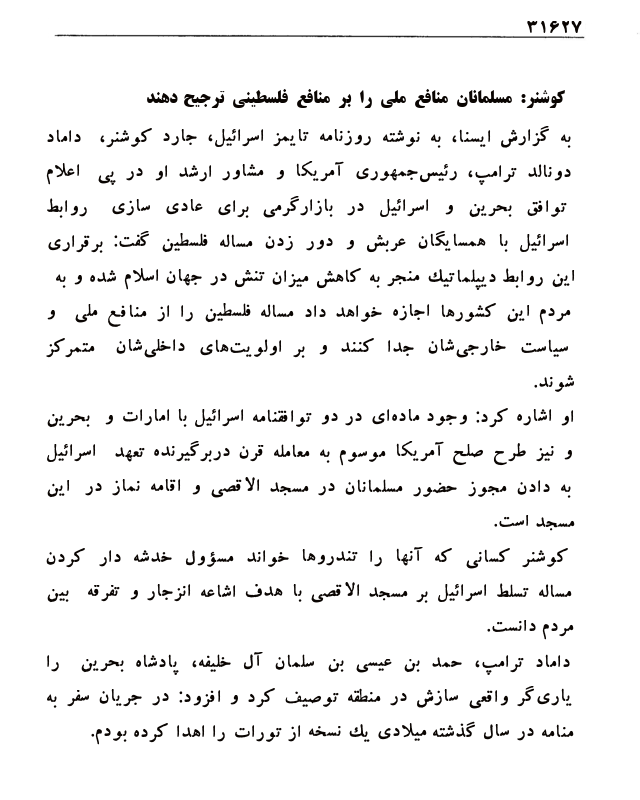 ۳۱۶۲۷
کوشنر: مسلمانان منافع ملی را بر منافع فلسطینی ترجیح دهند
به گزارش ایسنا، به نوشته روزنامه تایمز اسرائیل، جارد کوشنر، داماد
دونالد ترامپ، رئیس‌جمهوری آمریکا و مشاور ارشد او در پی اعلام
توافق بحرین و اسرائیل در بازارگرمی برای عادی سازی روابط
اسرائیل با همسایگان عربش و دور زدن مساله فلسطین گفت: برقراری
این روابط دیپلماتیك منجر به کاهش میزان تنش در جهان اسلام شده و به
مردم این کشورها اجازه خواهد داد مساله فلسطین را از منافع ملی و
سیاست خارجی‌شان جدا کنند و بر اولویت‌های داخلی‌شان متمرکز
شوند.
او اشاره کرد: وجود ماده‌ای در دو توافقنامه اسرائیل با امارات و بحرین
و نیز طرح صلح آمریکا موسوم به معامله قرن دربرگیرنده تعهد اسرائیل
به دادن مجوز حضور مسلمانان در مسجد الاقصی و اقامه نماز در این
مسجد است.
کوشنر کسانی که آنها را تندروها خواند مسؤول خدشه دار کردن
مساله تسلط اسرائیل بر مسجد الاقصی با هدف اشاعه انزجار و تفرقه بین
مردم دانست.
داماد ترامپ، حمد بن عیسی بن سلمان آل خلیفه، پادشاه بحرین را
یاری‌گر واقعی سازش در منطقه توصیف کرد و افزود: در جریان سفر به
منامه در سال گذشته میلادی یك نسخه از تورات را اهدا کرده بودم.